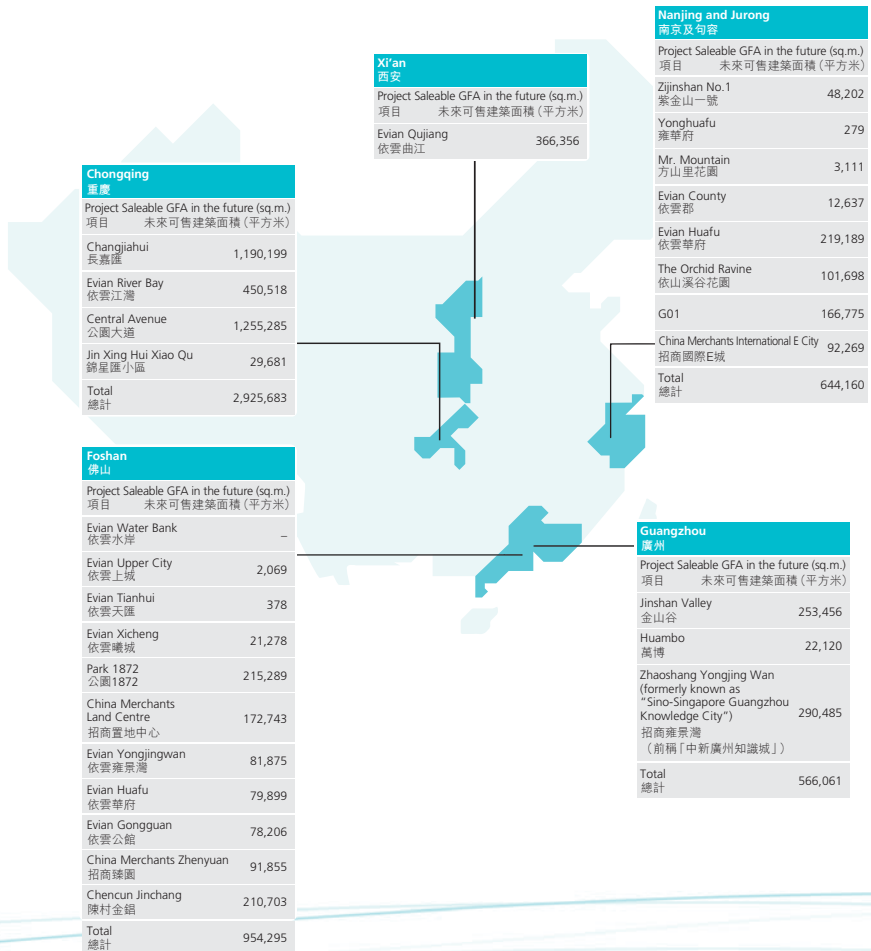 Xi'an
西安
Project Saleable GFA in the future (sq.m.)
項目 未來可售建築面積（平方米）
Evian Qujiang
依雲曲江 366,356
Nanjing and Jurong
南京及句容
Project Saleable GFA in the future (sq.m.)
項目 未來可售建築面積（平方米）
Zijinshan No.1
紫金山一號 48,202
Yonghuafu
雍華府 279
Mr. Mountain
方山里花園 3,111
Evian County
依雲郡 12,637
Evian Huafu
依雲華府 219,189
The Orchid Ravine
依山溪谷花園 101,698
G01 166,775
China Merchants International E City
招商國際E城 92,269
Total
總計 644,160
Chongqing
重慶
Project Saleable GFA in the future (sq.m.)
項目 未來可售建築面積（平方米）
Changjiahui
長嘉匯 1,190,199
Evian River Bay
依雲江灣 450,518
Central Avenue
公園大道 1,255,285
Jin Xing Hui Xiao Qu
錦星匯小區 29,681
Total
總計 2,925,683
Foshan
佛山
Project Saleable GFA in the future (sq.m.)
項目 未來可售建築面積（平方米）
Evian Water Bank
依雲水岸 –
Evian Upper City
依雲上城 2,069
Evian Tianhui
依雲天匯 378
Evian Xicheng
依雲曦城 21,278
Park 1872
公園1872 215,289
China Merchants
Land Centre
招商置地中心 172,743
Evian Yongjingwan
依雲雍景灣 81,875
Evian Huafu
依雲華府 79,899
Evian Gongguan
依雲公館 78,206
China Merchants Zhenyuan
招商臻園 91,855
Chencun Jinchang
陳村金錩 210,703
Total
總計 954,295
Guangzhou
廣州
Project Saleable GFA in the future (sq.m.)
項目 未來可售建築面積（平方米）
Jinshan Valley
金山谷 253,456
Huambo
萬博 22,120
Zhaoshang Yongjing Wan
(formerly known as
"Sino-Singapore Guangzhou
Knowledge City") 290,485
招商雍景灣
（前稱「中新廣州知識城」）
Total
總計 566,061